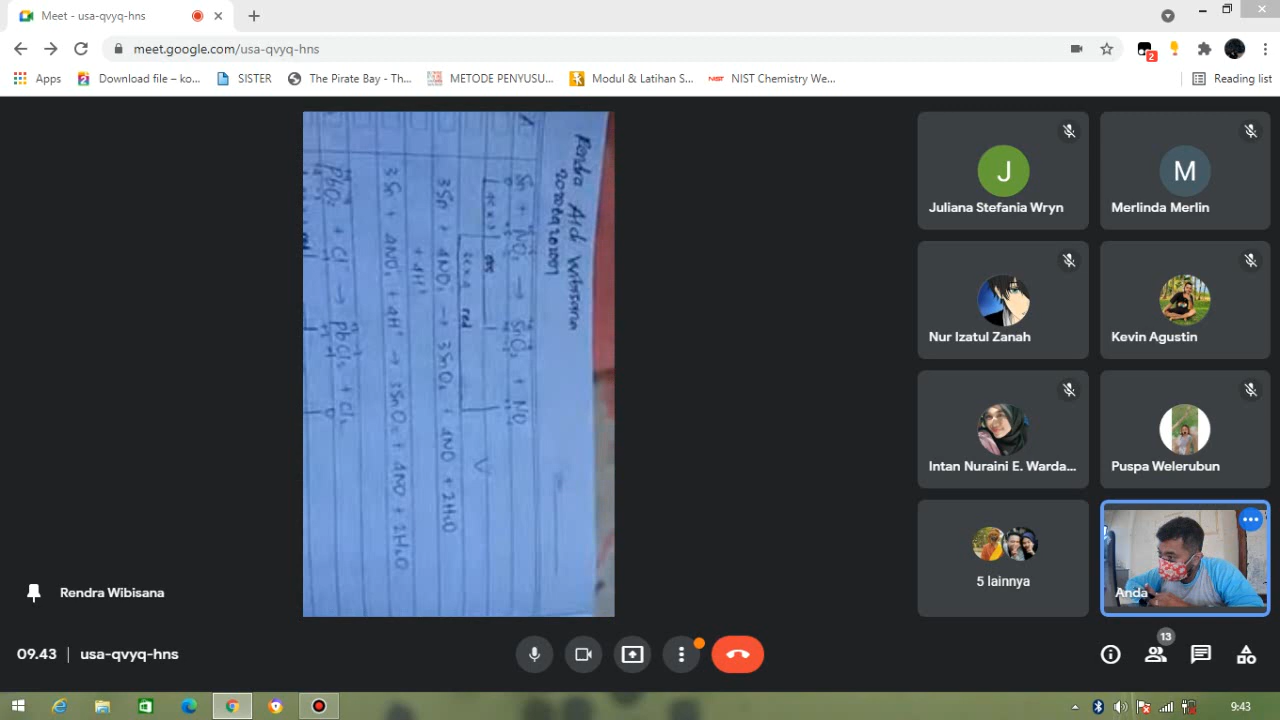 Meet - usa-qvyq-hns
meet.google.com/usa-qvyq-hns
2
Apps
Download file – ko...
SISTER
The Pirate Bay - Th...
METODE PENYUSU...
Modul & Latihan S...
NIST
NIST Chemistry We...
Reading list
Wibisana
Sn + NO₃ → SnO₂ + NO
red
3Sn + 4NO₃ → 3SnO₂ + 4NO + 2H₂O
+ 4H⁺
3Sn + 4NO₃ + 4H⁺ → 3SnO₂ + 4NO + 2H₂O
PbO₂ + Cl → PbCl₂ + Cl₂
J
Juliana Stefania Wryn
M
Merlinda Merlin
Nur Izatul Zanah
Kevin Agustin
Intan Nuraini E. Warda...
Puspa Welerubun
5 lainnya
Anda
Rendra Wibisana
09.43 | usa-qvyq-hns
13
9:43